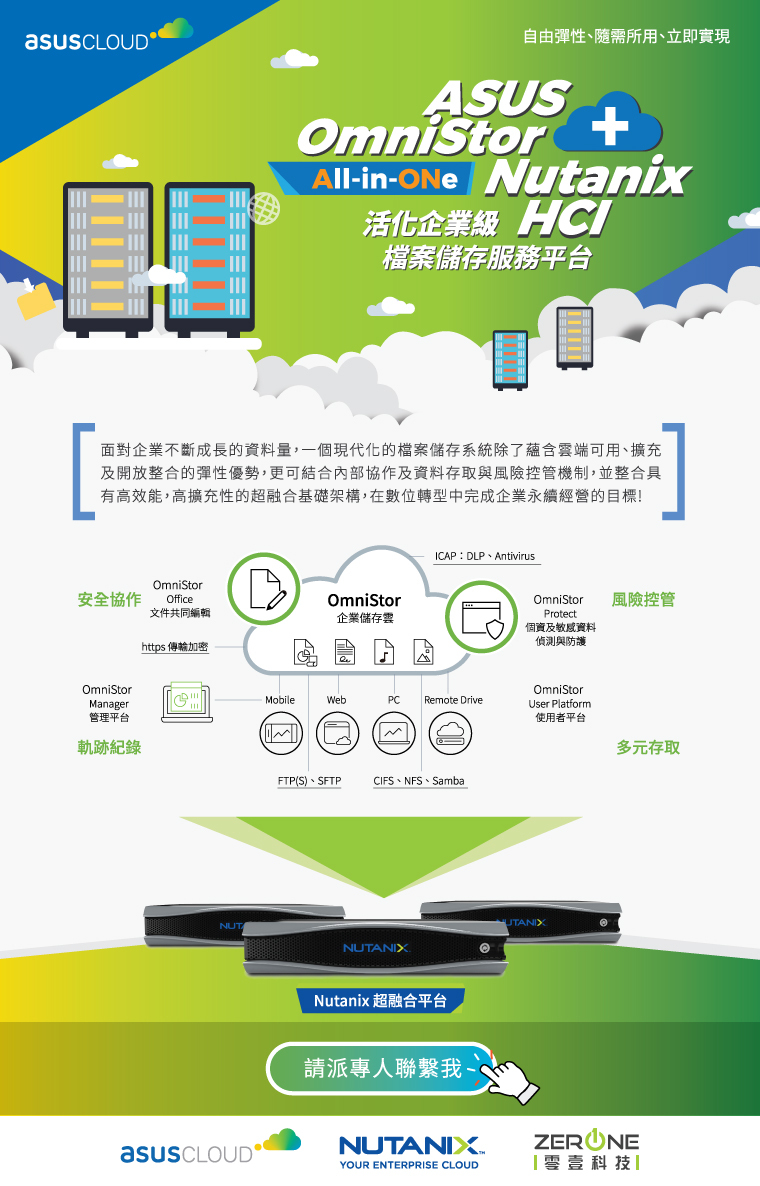 asusCLOUD
自由彈性、隨需所用、立即實現
ASUS
OmniStor
All-in-ONe
Nutanix
活化企業級 HCI
檔案儲存服務平台
面對企業不斷成長的資料量,一個現代化的檔案儲存系統除了蘊含雲端可用、擴充
及開放整合的彈性優勢,更可結合內部協作及資料存取與風險控管機制,並整合具
有高效能,高擴充性的超融合基礎架構,在數位轉型中完成企業永續經營的目標!
ICAP:DLP、Antivirus
安全協作
OmniStor
Office
文件共同編輯
OmniStor
企業儲存雲
OmniStor
Protect
個資及敏感資料
偵測與防護
風險控管
https 傳輸加密
OmniStor
Manager
管理平台
Mobile
Web
PC
Remote Drive
OmniStor
User Platform
使用者平台
軌跡紀錄
多元存取
FTP(S)、SFTP
CIFS、NFS、Samba
NUT
NUTANIX
NUTANIX
Nutanix 超融合平台
請派專人聯繫我
asusCLOUD
NUTANIX™
YOUR ENTERPRISE CLOUD
ZERONE
零壹科技